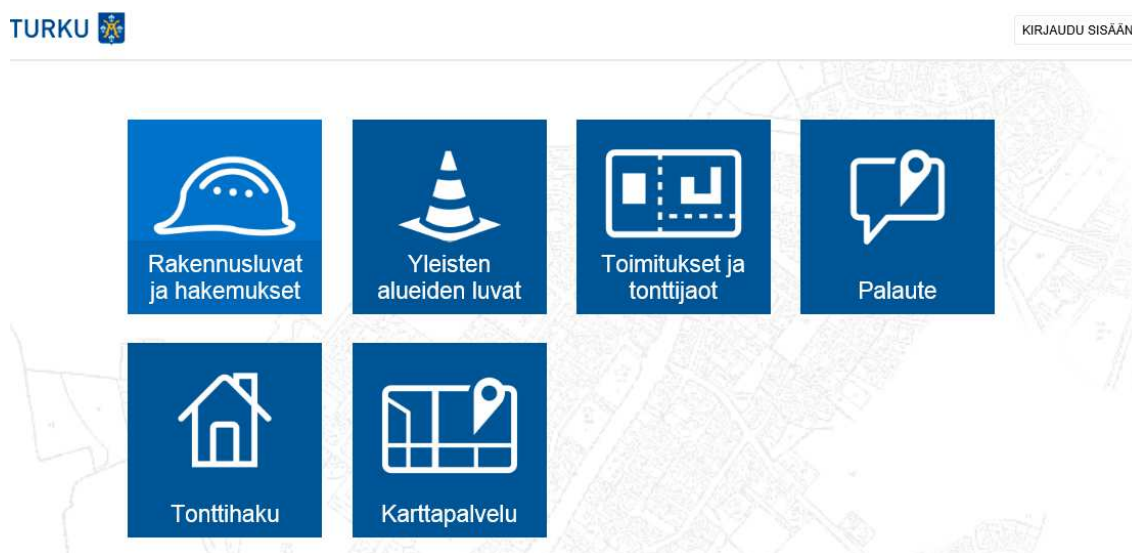 TURKU
KIRJAUDU SISÄÄN
Rakennusluvat
ja hakemukset
Yleisten
alueiden luvat
Toimitukset ja
tonttijaot
Palaute
Tonttihaku
Karttapalvelu